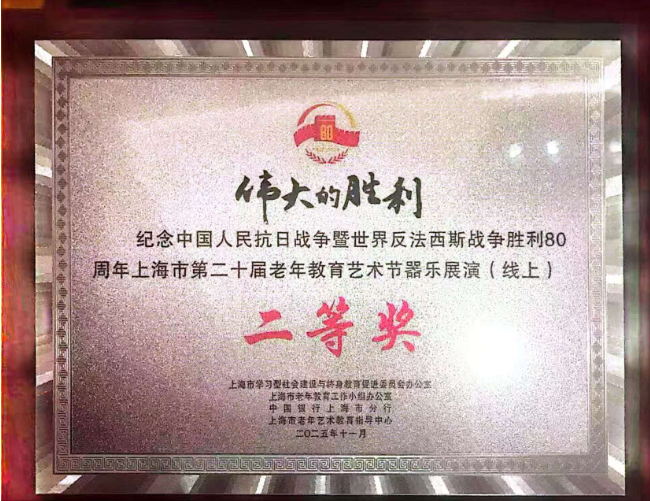 80
伟大的胜利
纪念中国人民抗日战争暨世界反法西斯战争胜利80
周年上海市第二十届老年教育艺术节器乐展演(线上)
二等奖
上海市学习型社会建设与终身教育促进委员会办公室
上海市老年教育工作小组办公室
中国银行上海市分行
上海市老年艺术教育指导中心
二〇二五年十一月